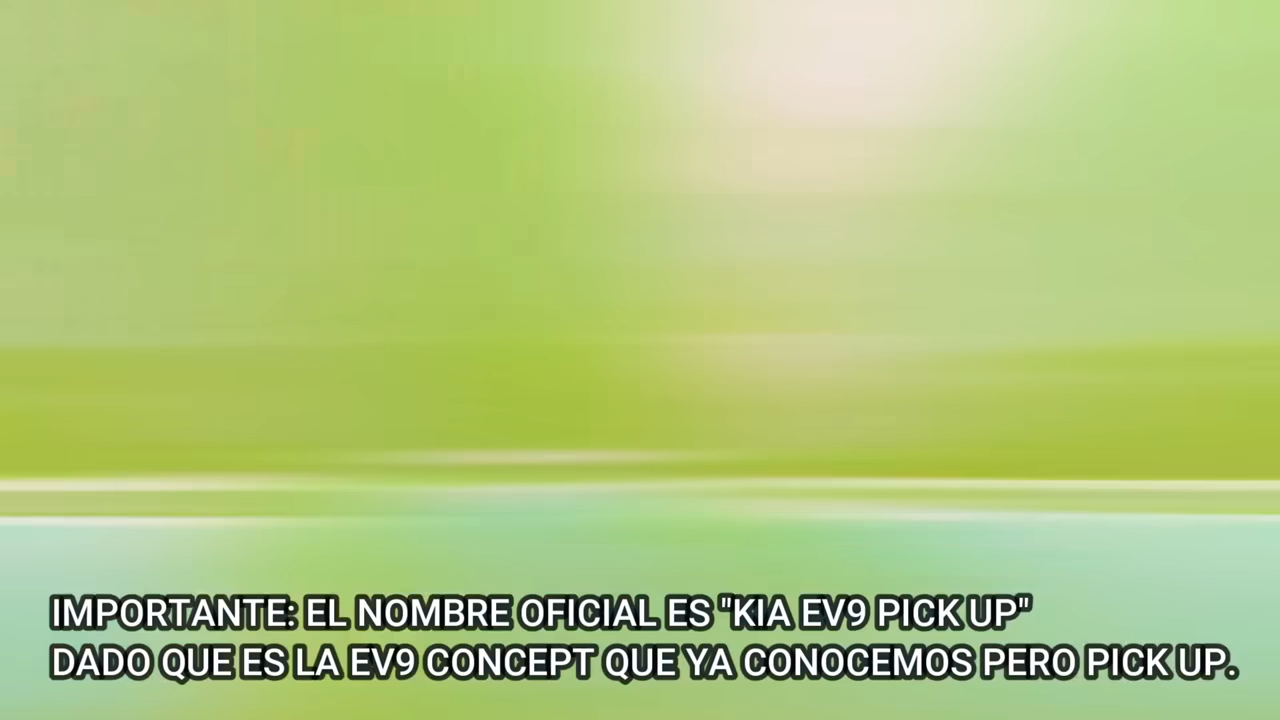 IMPORTANTE: EL NOMBRE OFICIAL ES "KIA EV9 PICK UP"
DADO QUE ES LA EV9 CONCEPT QUE YA CONOCEMOS PERO PICK UP.